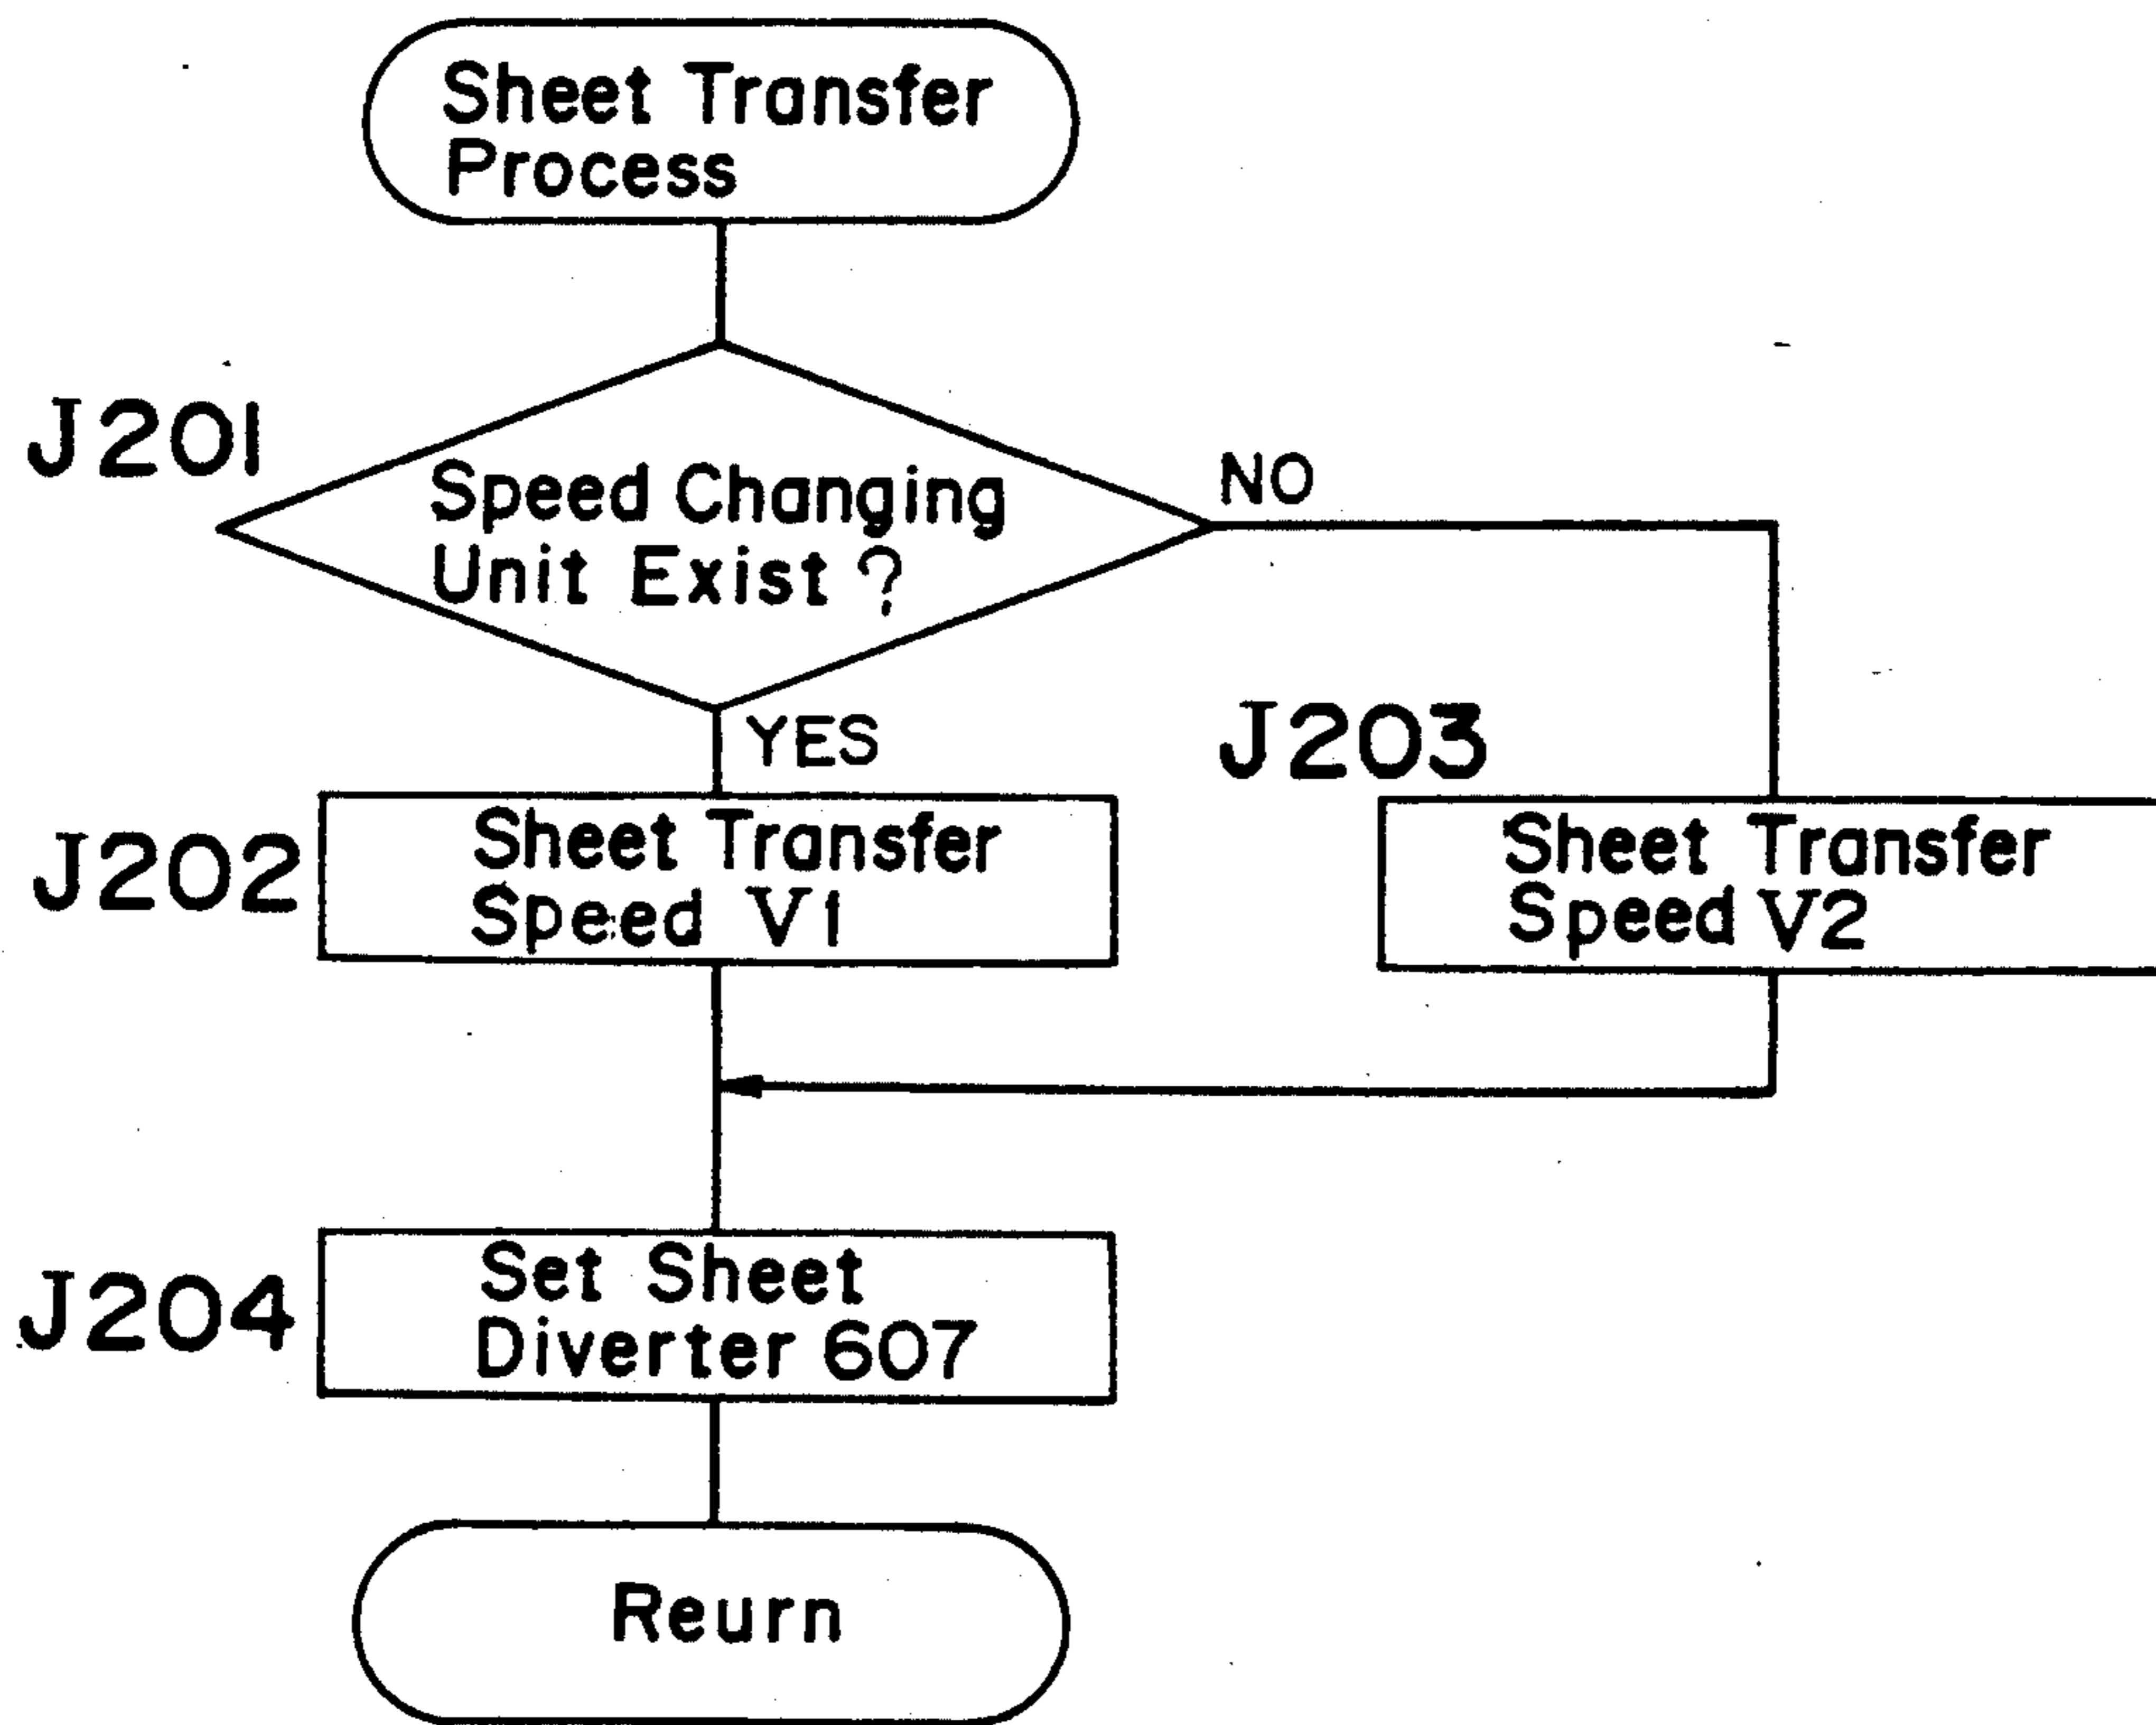 Sheet Transfer
Process
J201
Speed Changing
Unit Exist ?
NO
YES
J202
Sheet Transfer
Speed V1
J203
Sheet Transfer
Speed V2
J204
Set Sheet
Diverter 607
Reurn